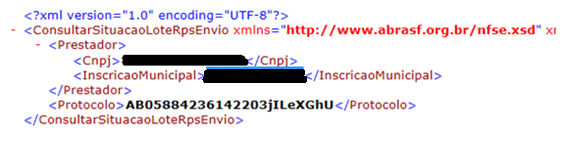 <?xml version="1.0" encoding="UTF-8"?>
- <ConsultarSituacaoLoteRpsEnvio xmlns="http://www.abrasf.org.br/nfse.xsd"
- <Prestador>
<Cnpj> </Cnpj>
<InscricaoMunicipal> </InscricaoMunicipal>
</Prestador>
<Protocolo>AB05884236142203jILeXGhU</Protocolo>
</ConsultarSituacaoLoteRpsEnvio>